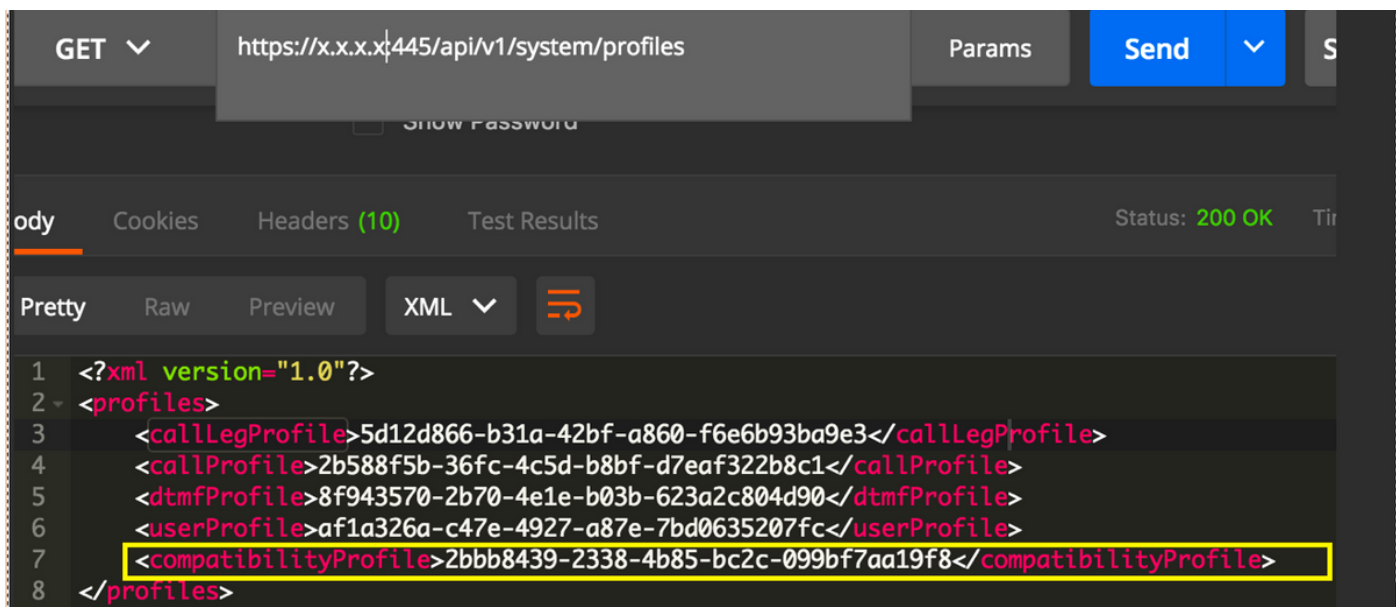 GET https://x.x.x.x:445/api/v1/system/profiles Params Send S
Show Password
ody Cookies Headers (10) Test Results Status: 200 OK Tir
Pretty Raw Preview XML
1 <?xml version="1.0"?>
2 <profiles>
3 <callLegProfile>5d12d866-b31a-42bf-a860-f6e6b93ba9e3</callLegProfile>
4 <callProfile>2b588f5b-36fc-4c5d-b8bf-d7eaf322b8c1</callProfile>
5 <dtmfProfile>8f943570-2b70-4e1e-b03b-623a2c804d90</dtmfProfile>
6 <userProfile>af1a326a-c47e-4927-a87e-7bd0635207fc</userProfile>
7 <compatibilityProfile>2bbb8439-2338-4b85-bc2c-099bf7aa19f8</compatibilityProfile>
8 </profiles>